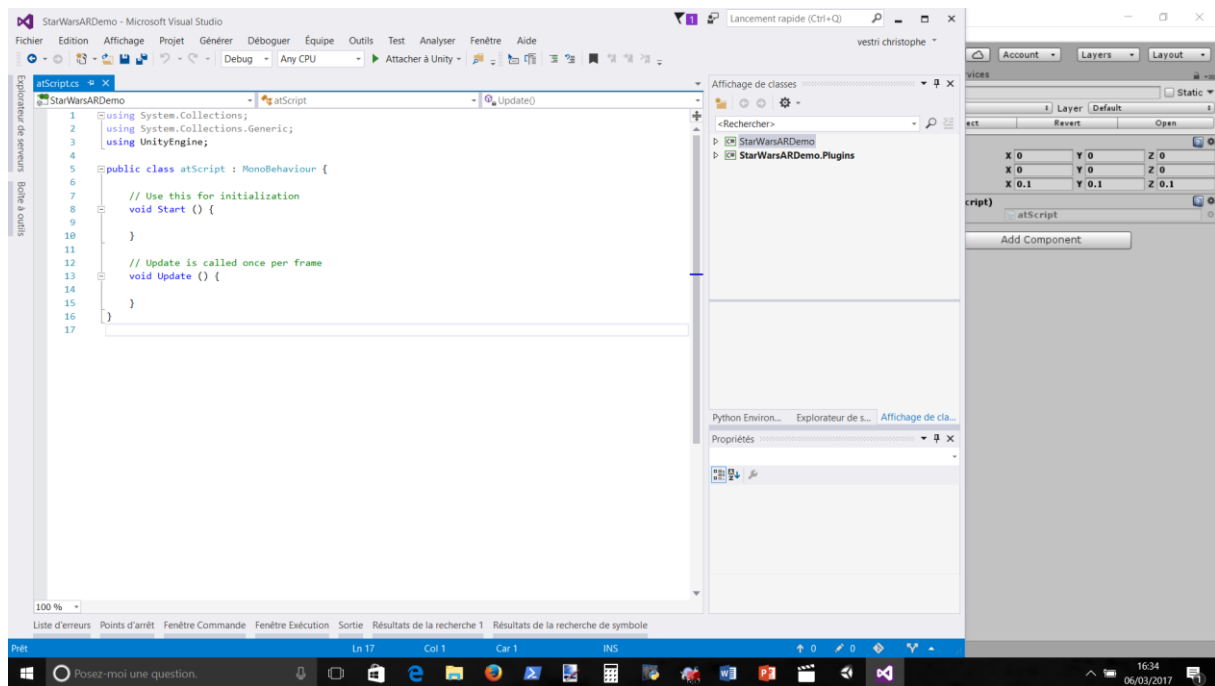 StarWarsARDemo - Microsoft Visual Studio
1
Lancement rapide (Ctrl+Q)
Fichier Edition Affichage Projet Générer Déboguer Équipe Outils Test Analyser Fenêtre Aide
vestri christophe
Debug Any CPU Attacher à Unity
Account Layers Layout
Explorateur de serveurs
Boîte à outils
atScript.cs
StarWarsARDemo atScript Update()
1 using System.Collections;
2 using System.Collections.Generic;
3 using UnityEngine;
4
5 public class atScript : MonoBehaviour {
6
7 // Use this for initialization
8 void Start () {
9
10 }
11
12 // Update is called once per frame
13 void Update () {
14
15 }
16 }
17
100 %
Affichage de classes
<Rechercher>
StarWarsARDemo
StarWarsARDemo.Plugins
Python Environ... Explorateur de s... Affichage de cla...
Propriétés
vices
Static
Layer Default
ect Revert Open
X 0 Y 0 Z 0
X 0 Y 0 Z 0
X 0.1 Y 0.1 Z 0.1
cript)
atScript
Add Component
Liste d'erreurs Points d'arrêt Fenêtre Commande Fenêtre Exécution Sortie Résultats de la recherche 1 Résultats de la recherche de symbole
Prêt Ln 17 Col 1 Car 1 INS 0 0
Posez-moi une question.
16:34
06/03/2017